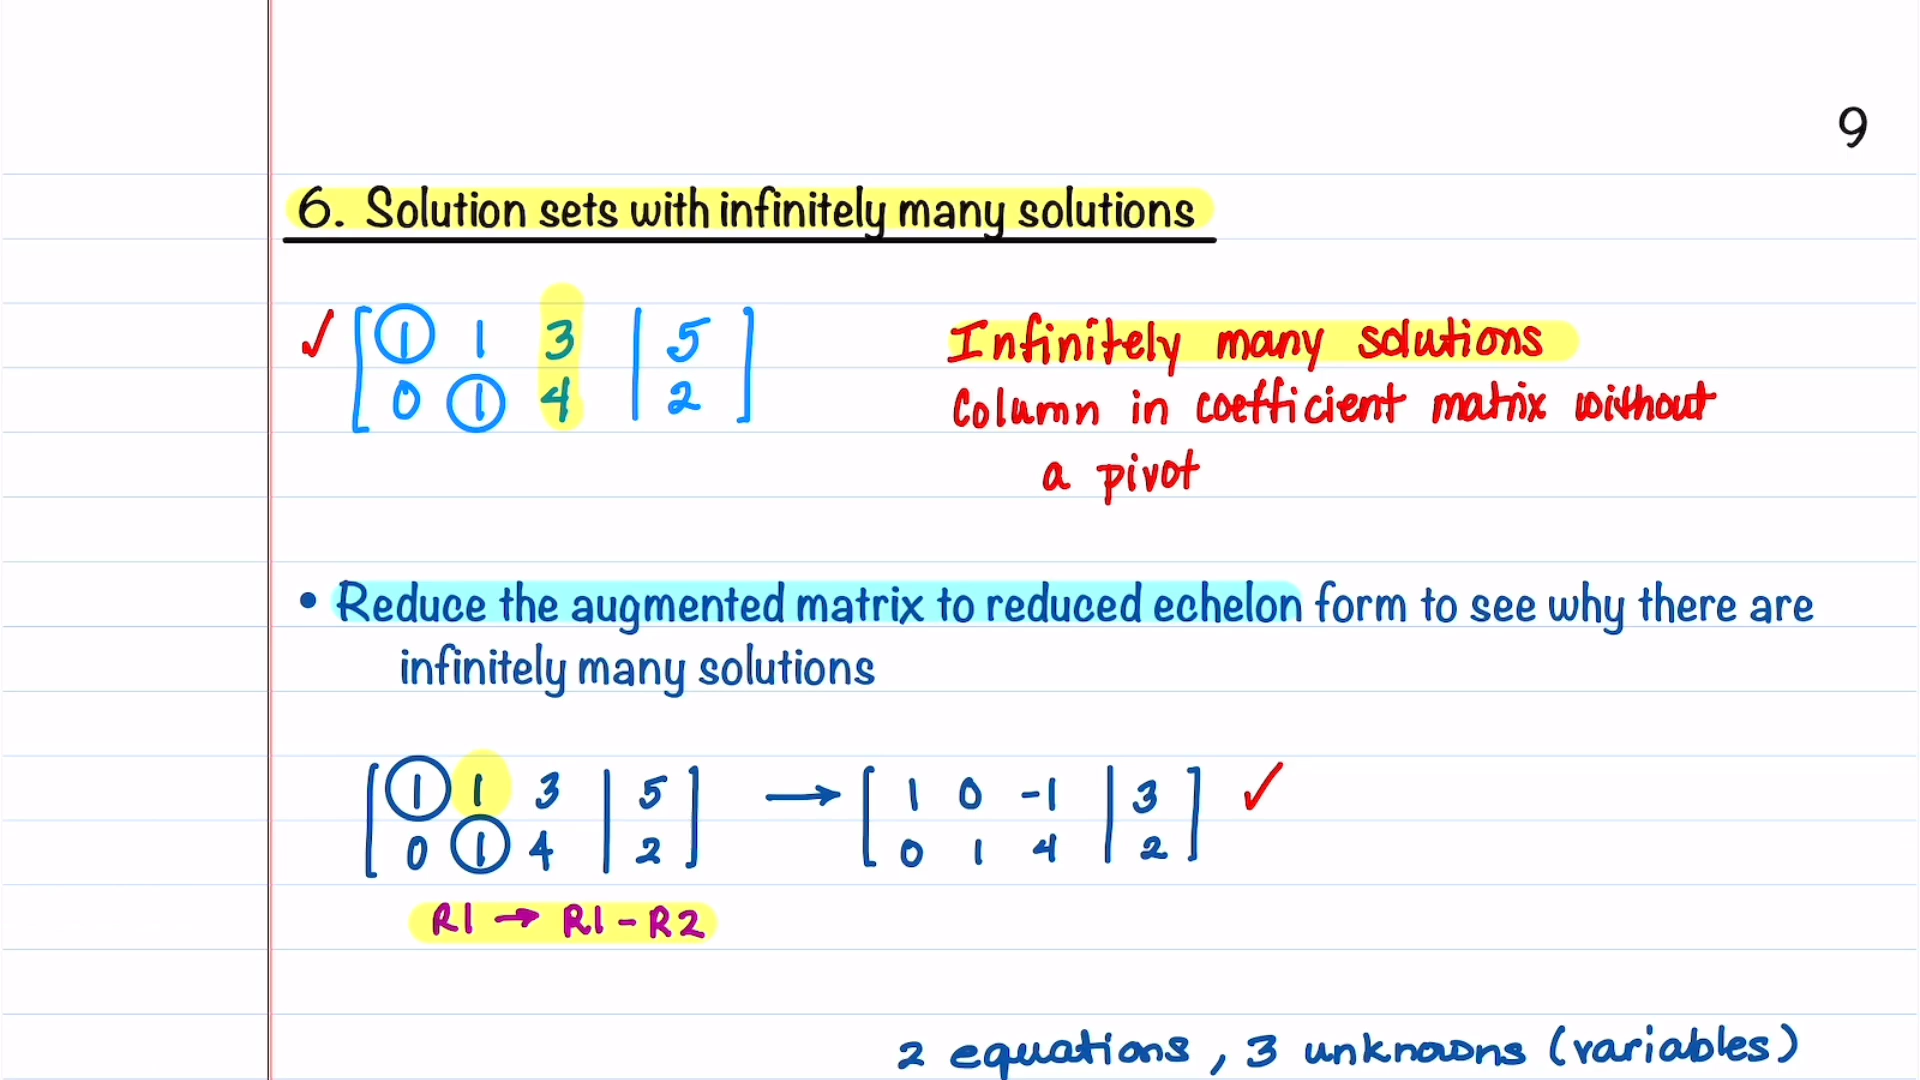 9
6. Solution sets with infinitely many solutions
✓ [ 1 1 3 | 5 ]
[ 0 1 4 | 2 ]
Infinitely many solutions
Column in coefficient matrix without
a pivot
• Reduce the augmented matrix to reduced echelon form to see why there are
infinitely many solutions
[ 1 1 3 | 5 ] → [ 1 0 -1 | 3 ] ✓
[ 0 1 4 | 2 ] [ 0 1 4 | 2 ]
R1 → R1 - R2
2 equations, 3 unknowns (variables)